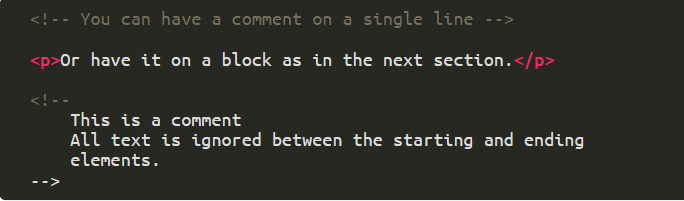 <!-- You can have a comment on a single line -->
<p>Or have it on a block as in the next section.</p>
<!--
This is a comment
All text is ignored between the starting and ending
elements.
-->